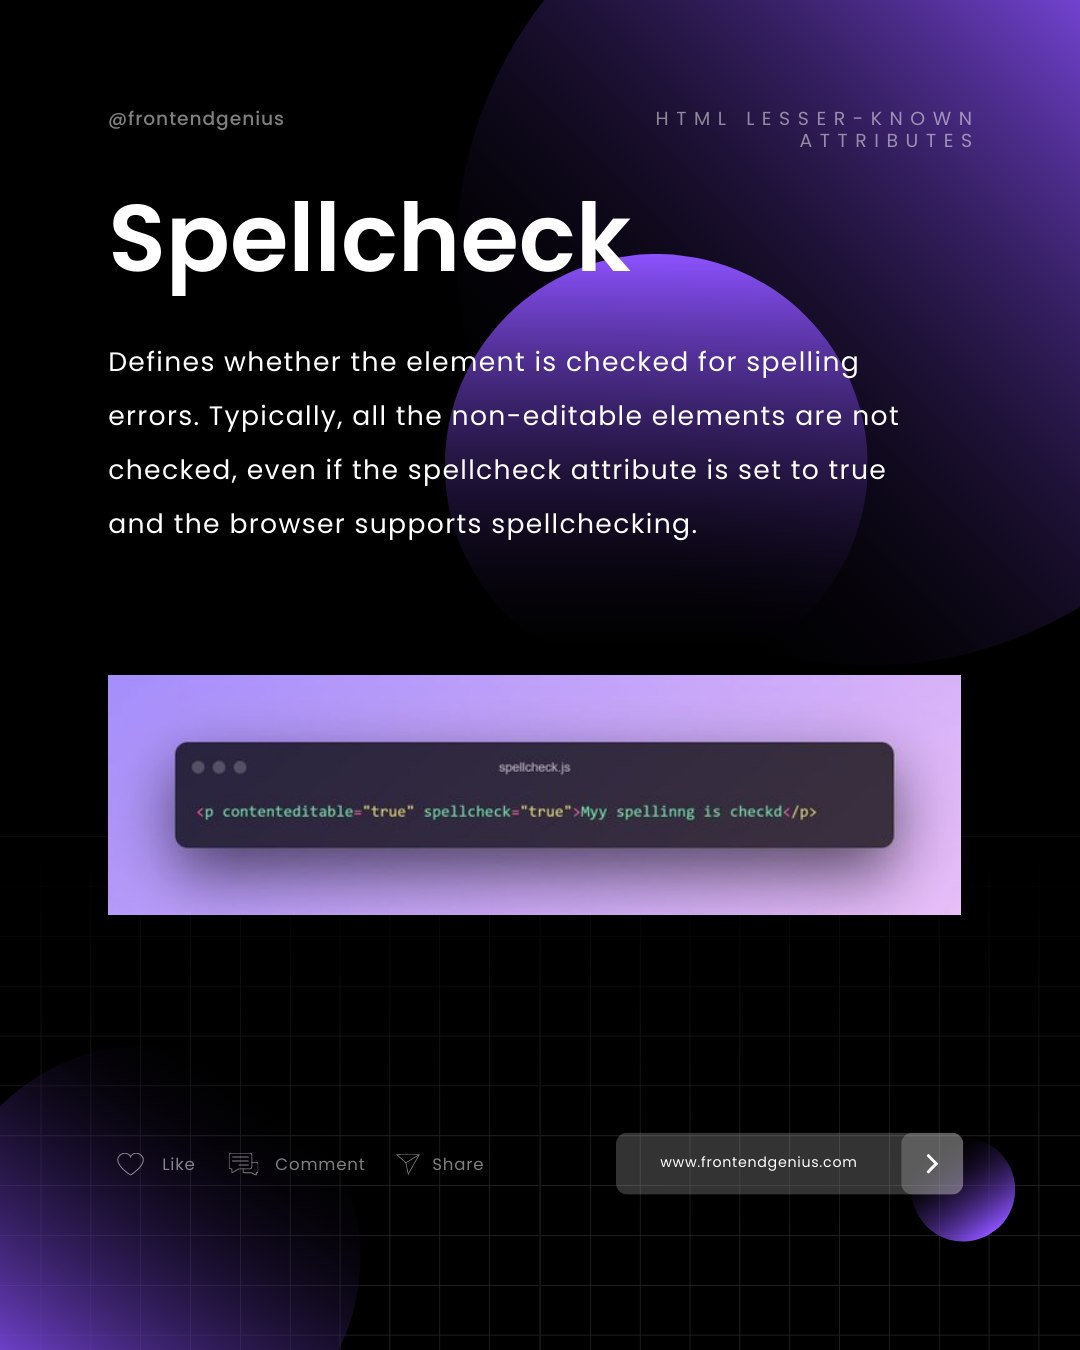 @frontendgenius
HTML LESSER-KNOWN
ATTRIBUTES
Spellcheck
Defines whether the element is checked for spelling
errors. Typically, all the non-editable elements are not
checked, even if the spellcheck attribute is set to true
and the browser supports spellchecking.
spellcheck.js
<p contenteditable="true" spellcheck="true">Myy spellinng is checkd</p>
Like
Comment
Share
www.frontendgenius.com